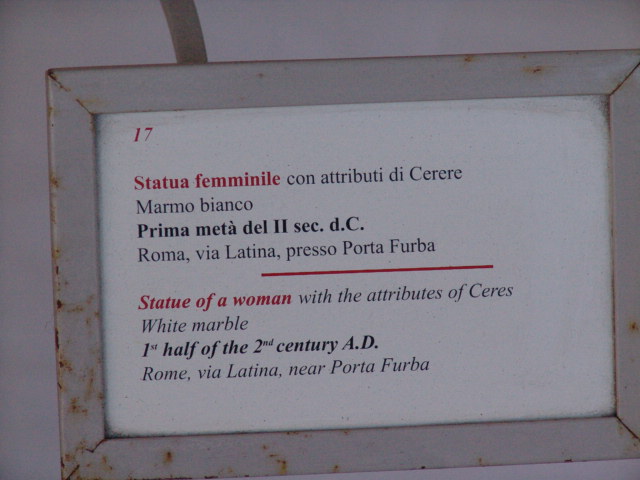 17
Statua femminile con attributi di Cerere
Marmo bianco
Prima metà del II sec. d.C.
Roma, via Latina, presso Porta Furba
Statue of a woman with the attributes of Ceres
White marble
1st half of the 2nd century A.D.
Rome, via Latina, near Porta Furba